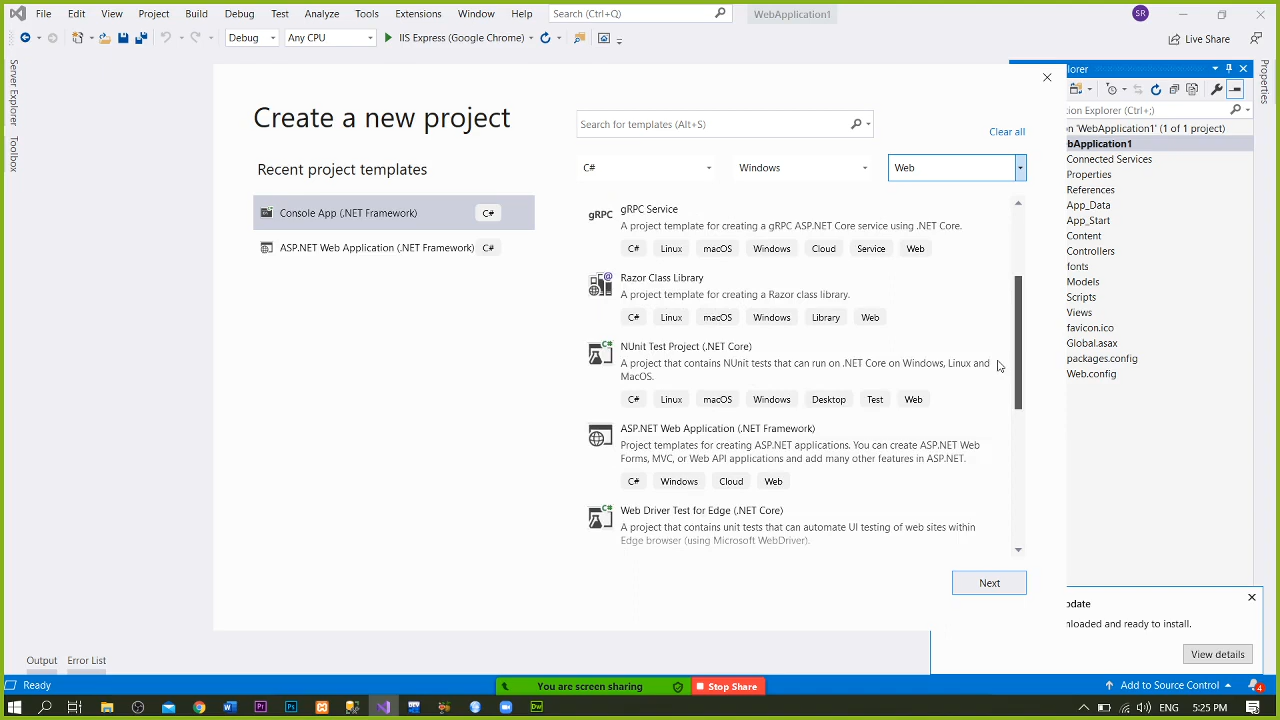 File Edit View Project Build Debug Test Analyze Tools Extensions Window Help Search (Ctrl+Q) WebApplication1 SR
Debug Any CPU IIS Express (Google Chrome) Live Share
Server Explorer
Toolbox
Create a new project
Search for templates (Alt+S)
Clear all
Recent project templates
C# Windows Web
Console App (.NET Framework) C#
ASP.NET Web Application (.NET Framework) C#
gRPC
gRPC Service
A project template for creating a gRPC ASP.NET Core service using .NET Core.
C# Linux macOS Windows Cloud Service Web
Razor Class Library
A project template for creating a Razor class library.
C# Linux macOS Windows Library Web
NUnit Test Project (.NET Core)
A project that contains NUnit tests that can run on .NET Core on Windows, Linux and
MacOS.
C# Linux macOS Windows Desktop Test Web
ASP.NET Web Application (.NET Framework)
Project templates for creating ASP.NET applications. You can create ASP.NET Web
Forms, MVC, or Web API applications and add many other features in ASP.NET.
C# Windows Cloud Web
Web Driver Test for Edge (.NET Core)
A project that contains unit tests that can automate UI testing of web sites within
Edge browser (using Microsoft WebDriver).
Next
lorer
tion Explorer (Ctrl+;)
on 'WebApplication1' (1 of 1 project)
ebApplication1
Connected Services
Properties
References
App_Data
App_Start
Content
Controllers
fonts
Models
Scripts
Views
favicon.ico
Global.asax
packages.config
Web.config
Properties
pdate
nloaded and ready to install.
View details
Output Error List
Ready
You are screen sharing Stop Share
Add to Source Control 4
ENG 5:25 PM